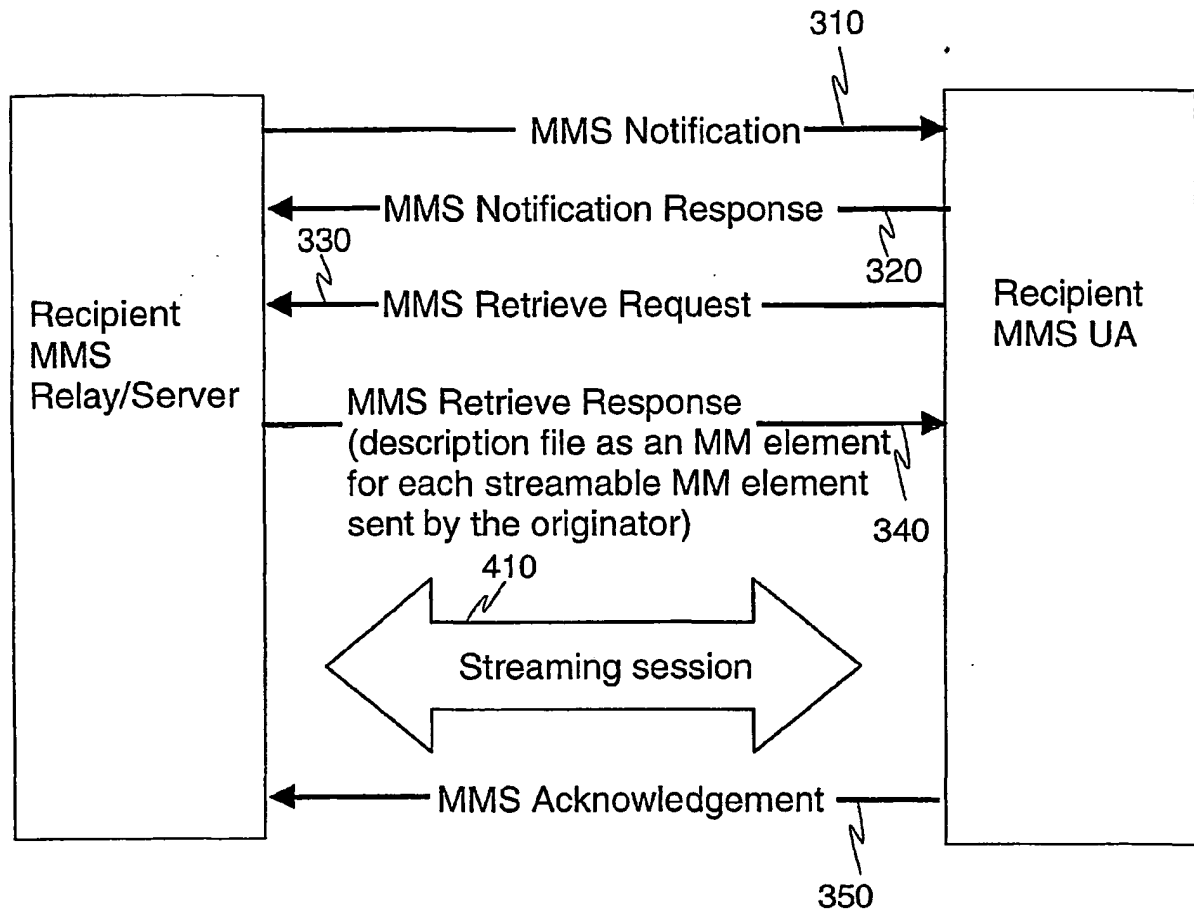 310
MMS Notification
MMS Notification Response
330
320
MMS Retrieve Request
Recipient
MMS
Relay/Server
Recipient
MMS UA
MMS Retrieve Response
(description file as an MM element
for each streamable MM element
sent by the originator)
340
410
Streaming session
MMS Acknowledgement
350